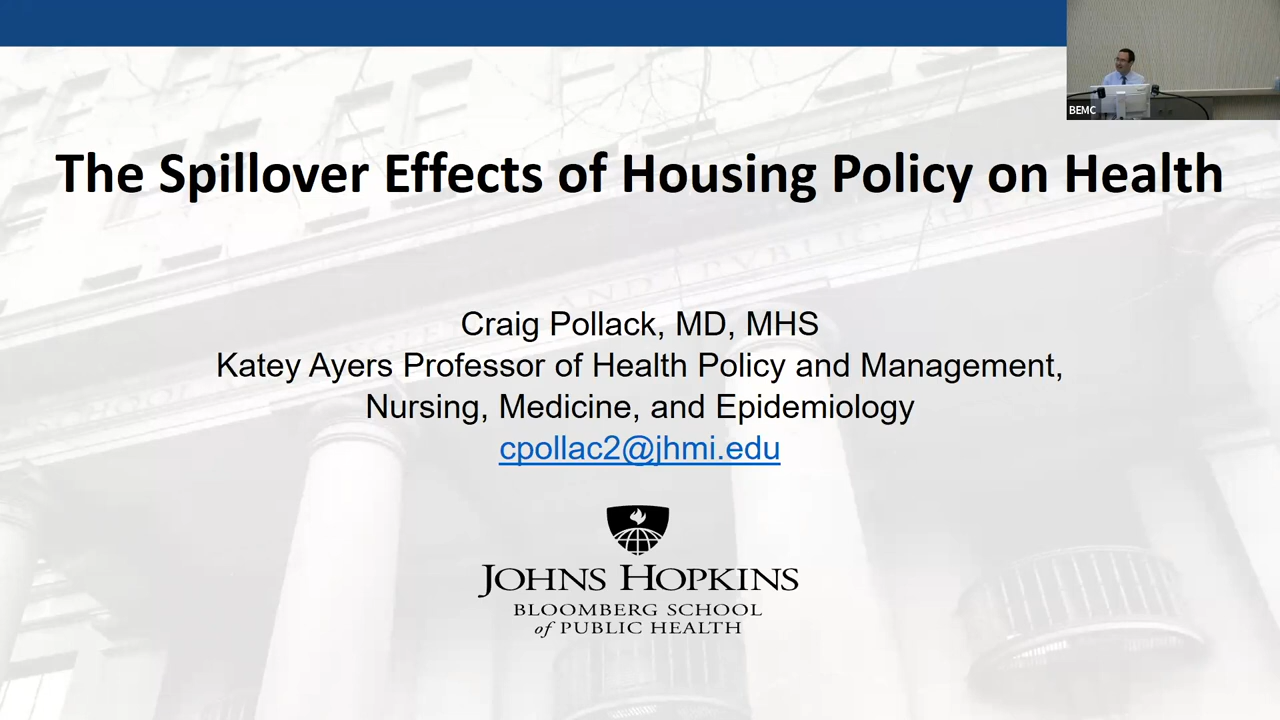 BEMC
The Spillover Effects of Housing Policy on Health
Craig Pollack, MD, MHS
Katey Ayers Professor of Health Policy and Management,
Nursing, Medicine, and Epidemiology
cpollac2@jhmi.edu
JOHNS HOPKINS
BLOOMBERG SCHOOL
of PUBLIC HEALTH